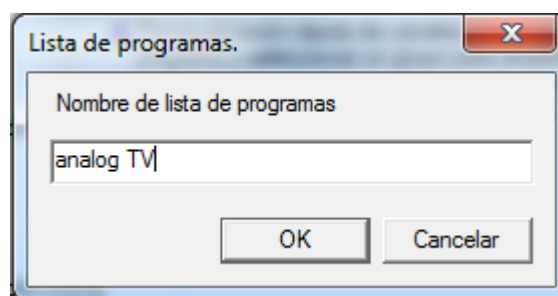 Lista de programas.
Nombre de lista de programas
analog TV
OK
Cancelar